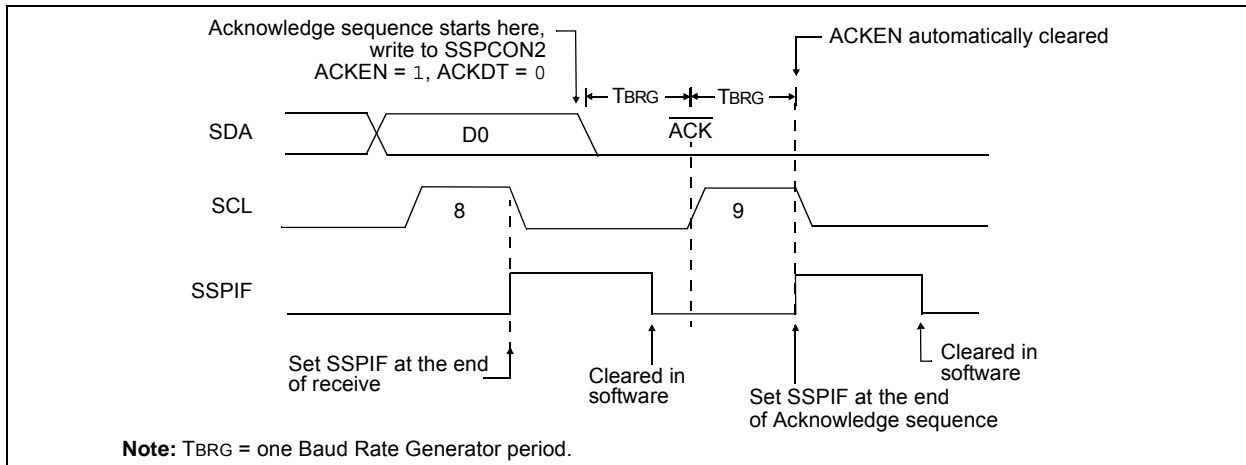 Acknowledge sequence starts here,
write to SSPCON2
ACKEN = 1, ACKDT = 0
ACKEN automatically cleared
TBRG
TBRG
SDA
D0
ACK
SCL
8
9
SSPIF
Set SSPIF at the end
of receive
Cleared in
software
Set SSPIF at the end
of Acknowledge sequence
Cleared in
software
Note: TBRG = one Baud Rate Generator period.